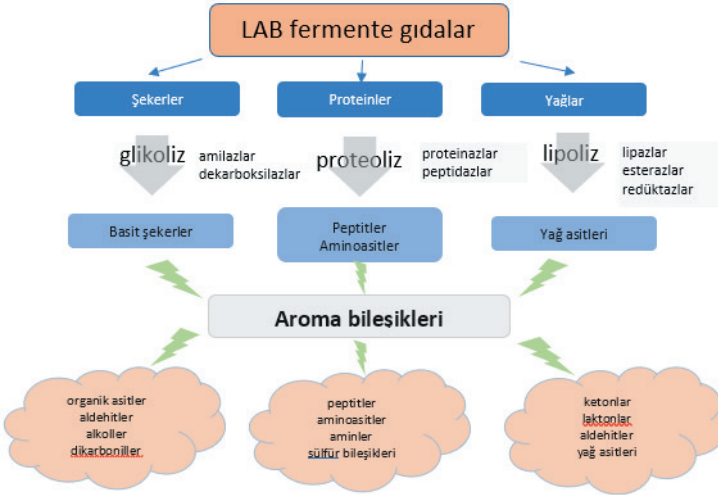 LAB fermente gıdalar
Şekerler
Proteinler
Yağlar
glikoliz
amilazlar
dekarboksilazlar
proteoliz
proteinazlar
peptidazlar
lipoliz
lipazlar
esterazlar
redüktazlar
Basit şekerler
Peptitler
Aminoasitler
Yağ asitleri
Aroma bileşikleri
organik asitler
aldehitler
alkoller
dikarboniller
peptitler
aminoasitler
aminler
sülfür bileşikleri
ketonlar
laktonlar
aldehitler
yağ asitleri